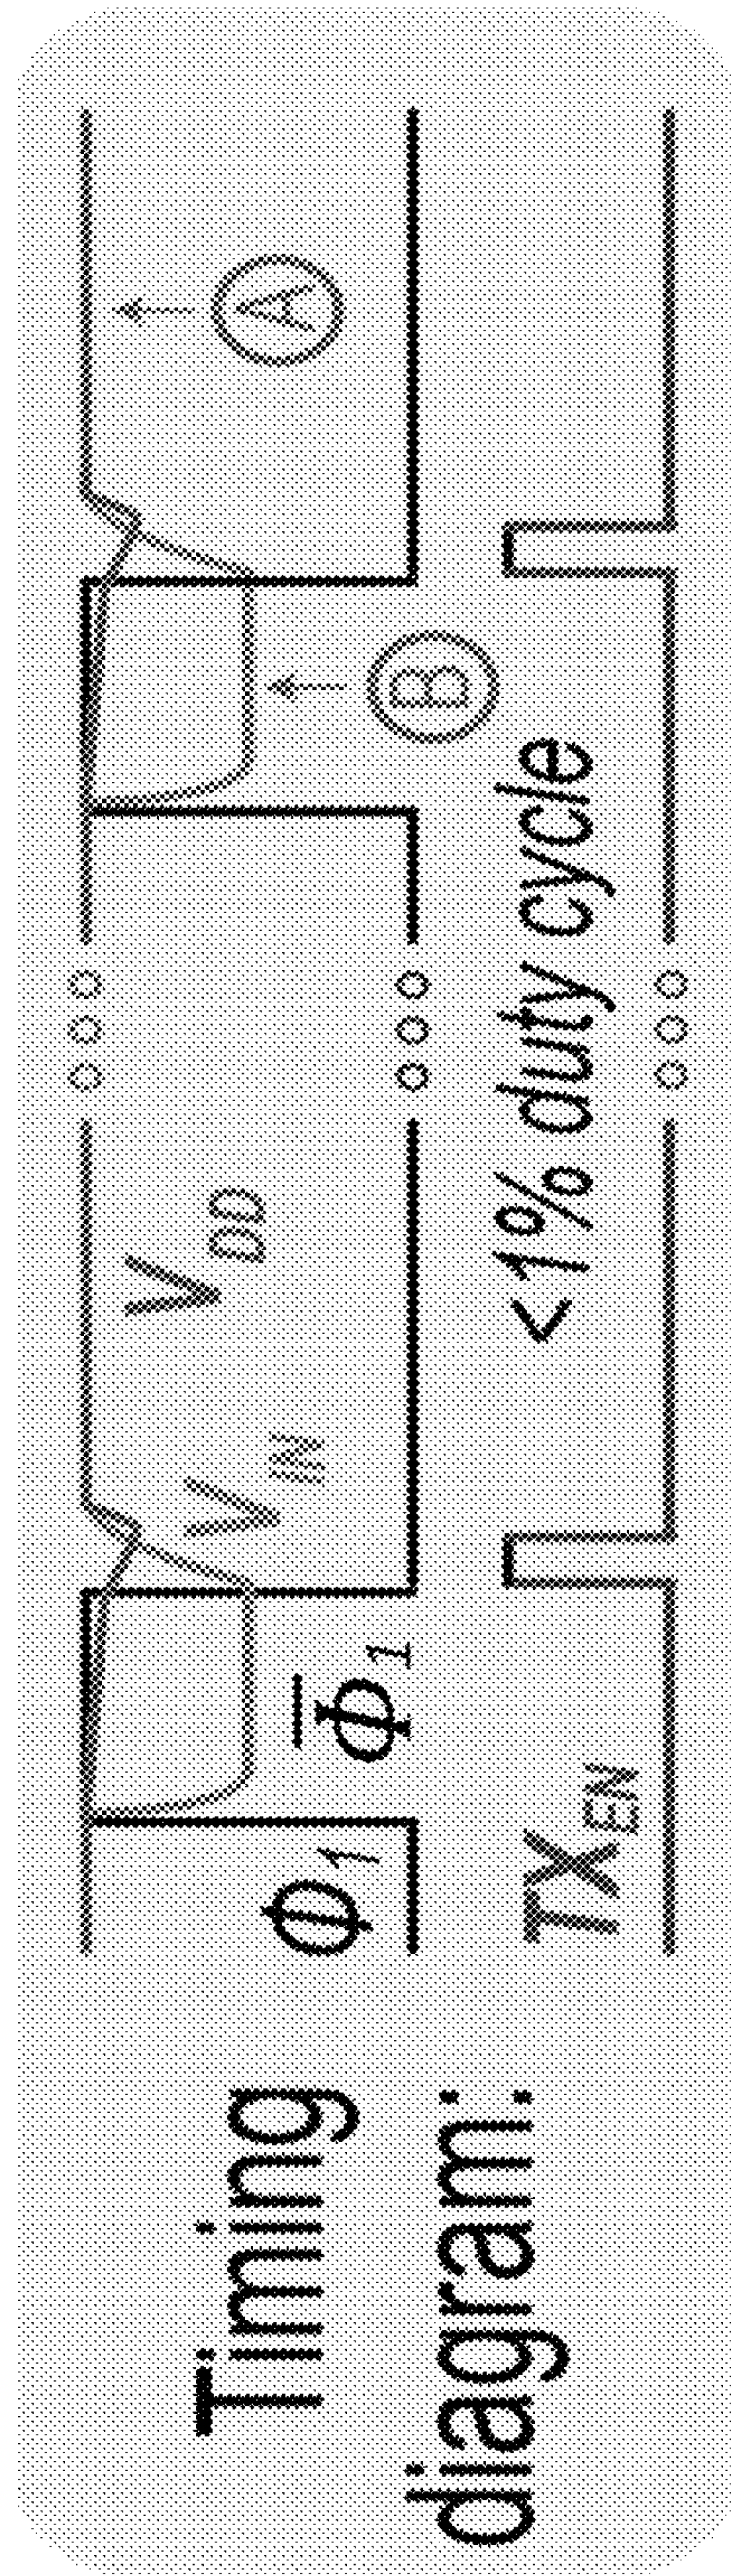 Timing
diagram:
Φ1
Φ̅1
VIN
VDD
TXEN
<1% duty cycle
B
A